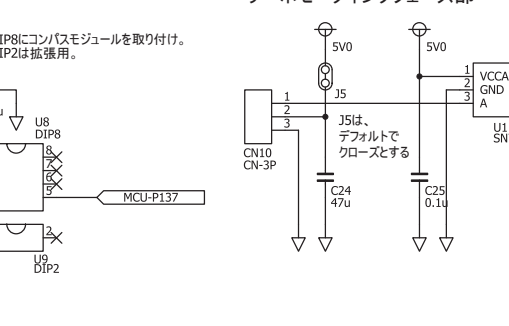 IP8にコンパスモジュールを取り付け。
IP2は拡張用。
U8
DIP8
8
7
6
5
MCU-P137
2
U9
DIP2
5V0
5V0
J5
1
2
3
CN10
CN-3P
J5は、
デフォルトで
クローズとする
C24
47u
C25
0.1u
1
2
3
VCCA
GND
A
U1
SN